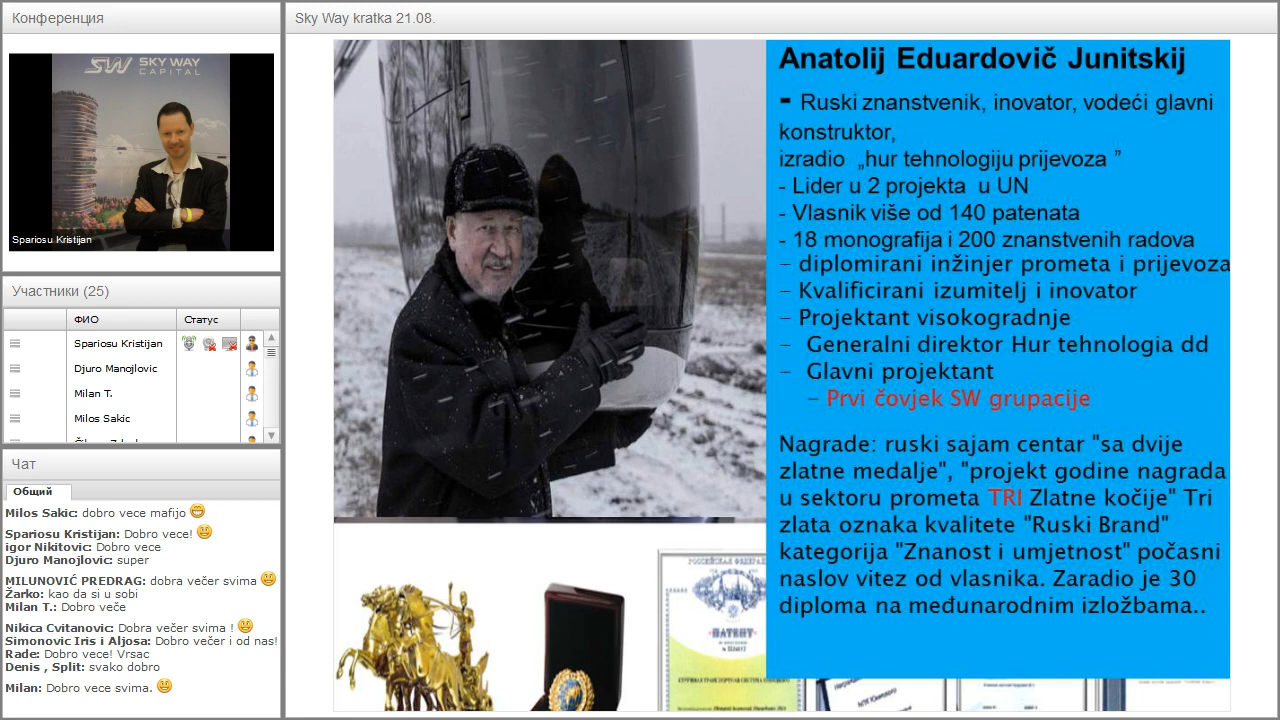 Конференция
SKY WAY
CAPITAL
Spariosu Kristijan
Участники (25)
ФИО
Статус
Spariosu Kristijan
Djuro Manojlovic
Milan T.
Milos Sakic
Чат
Общий
Milos Sakic: dobro vece mafijo
Spariosu Kristijan: Dobro vece!
igor Nikitovic: Dobro vece
Djuro Manojlovic: super
MILINČIĆ PREDRAG: dobra večer svima
Žarko: kao da si u sobi
Milan T.: Dobro veče
Nikica Cvitanovic: Dobra večer svima!
Simunovic Iris i Alojz: Dobro večer i od nas!
Rade: Dobro vece Vrsac
Das S , Split: svako dobro
Milan T.: Dobro veče svima
Sky Way kratka 21.08.
Anatolij Eduardovič Junitskij
- Ruski znanstvenik, inovator, vodeći glavni
konstruktor,
izradio „hur tehnologiju prijevoza ”
- Lider u 2 projekta u UN
- Vlasnik više od 140 patenata
- 18 monografija i 200 znanstvenih radova
– diplomirani inžinjer prometa i prijevoza
– Kvalificirani izumitelj i inovator
– Projektant visokogradnje
– Generalni direktor Hur tehnologia dd
– Glavni projektant
– Prvi čovjek SW grupacije
Nagrade: ruski sajam centar "sa dvije
zlatne medalje", "projekt godine nagrada
u sektoru prometa TRI Zlatne kočije" Tri
zlata oznaka kvalitete "Ruski Brand"
kategorija "Znanost i umjetnost" počasni
naslov vitez od vlasnika. Zaradio je 30
diploma na međunarodnim izložbama..
РОССИЙСКАЯ ФЕДЕРА
ПАТЕНТ